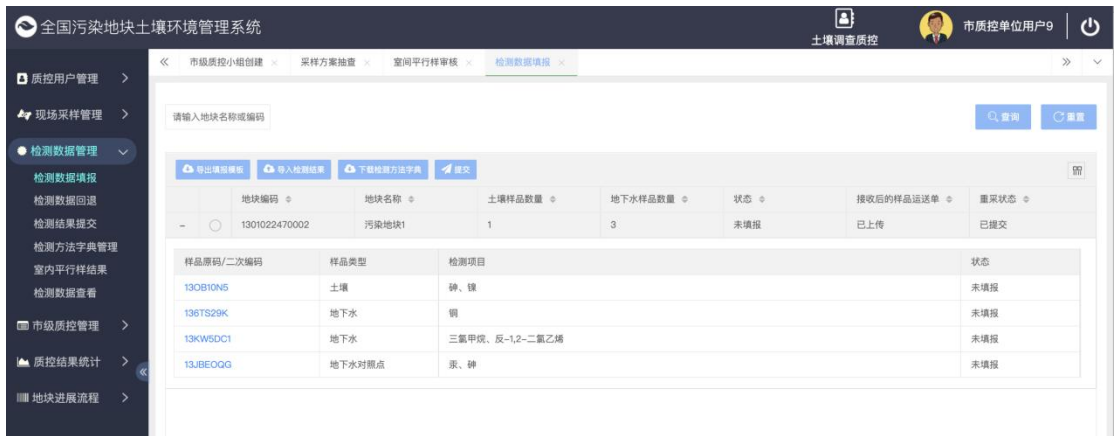 全国污染地块土壤环境管理系统
土壤调查质控
市质控单位用户9
市级质控小组创建 × 采样方案抽查 × 室间平行样审核 × 检测数据填报 ×
质控用户管理
现场采样管理
检测数据管理
检测数据填报
检测数据回退
检测结果提交
检测方法字典管理
室内平行样结果
检测数据查看
市级质控管理
质控结果统计
地块进展流程
请输入地块名称或编码
查询 重置
导出填报模板 导入检测结果 下载检测方法字典 提交
地块编码 地块名称 土壤样品数量 地下水样品数量 状态 接收后的样品运送单 重采状态
1301022470002 污染地块1 1 3 未填报 已上传 已提交
样品原码/二次编码 样品类型 检测项目 状态
13OB10N5 土壤 砷、镍 未填报
136TS29K 地下水 铜 未填报
13KW5DC1 地下水 三氯甲烷、反-1,2-二氯乙烯 未填报
13JBEOQG 地下水对照点 汞、砷 未填报